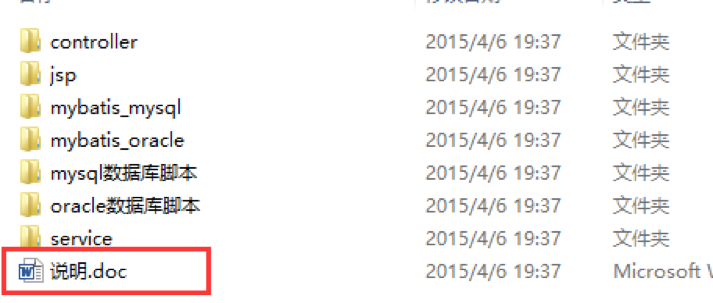 controller 2015/4/6 19:37 文件夹
jsp 2015/4/6 19:37 文件夹
mybatis_mysql 2015/4/6 19:37 文件夹
mybatis_oracle 2015/4/6 19:37 文件夹
mysql数据库脚本 2015/4/6 19:37 文件夹
oracle数据库脚本 2015/4/6 19:37 文件夹
service 2015/4/6 19:37 文件夹
说明.doc 2015/4/6 19:37 Microsoft